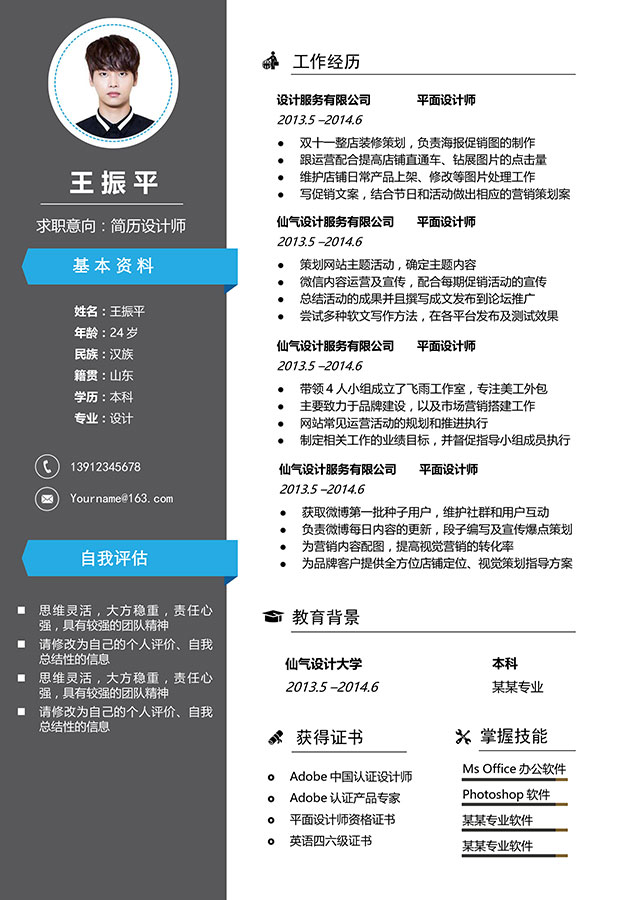 王振平
求职意向：简历设计师
基本资料
姓名：王振平
年龄：24 岁
民族：汉族
籍贯：山东
学历：本科
专业：设计
13912345678
Yourname@163.com
自我评估
思维灵活，大方稳重，责任心
强，具有较强的团队精神
请修改为自己的个人评价、自我
总结性的信息
思维灵活，大方稳重，责任心
强，具有较强的团队精神
请修改为自己的个人评价、自我
总结性的信息
工作经历
设计服务有限公司 平面设计师
2013.5 –2014.6
双十一整店装修策划，负责海报促销图的制作
跟运营配合提高店铺直通车、钻展图片的点击量
维护店铺日常产品上架、修改等图片处理工作
写促销文案，结合节日和活动做出相应的营销策划案
仙气设计服务有限公司 平面设计师
2013.5 –2014.6
策划网站主题活动，确定主题内容
微信内容运营及宣传，配合每期促销活动的宣传
总结活动的成果并且撰写成文发布到论坛推广
尝试多种软文写作方法，在各平台发布及测试效果
仙气设计服务有限公司 平面设计师
2013.5 –2014.6
带领 4 人小组成立了飞雨工作室，专注美工外包
主要致力于品牌建设，以及市场营销搭建工作
网站常见运营活动的规划和推进执行
制定相关工作的业绩目标，并督促指导小组成员执行
仙气设计服务有限公司 平面设计师
2013.5 –2014.6
获取微博第一批种子用户，维护社群和用户互动
负责微博每日内容的更新，段子编写及宣传爆点策划
为营销内容配图，提高视觉营销的转化率
为品牌客户提供全方位店铺定位、视觉策划指导方案
教育背景
仙气设计大学 本科
2013.5 –2014.6 某某专业
获得证书
Adobe 中国认证设计师
Adobe 认证产品专家
平面设计师资格证书
英语四六级证书
掌握技能
Ms Office 办公软件
Photoshop 软件
某某专业软件
某某专业软件